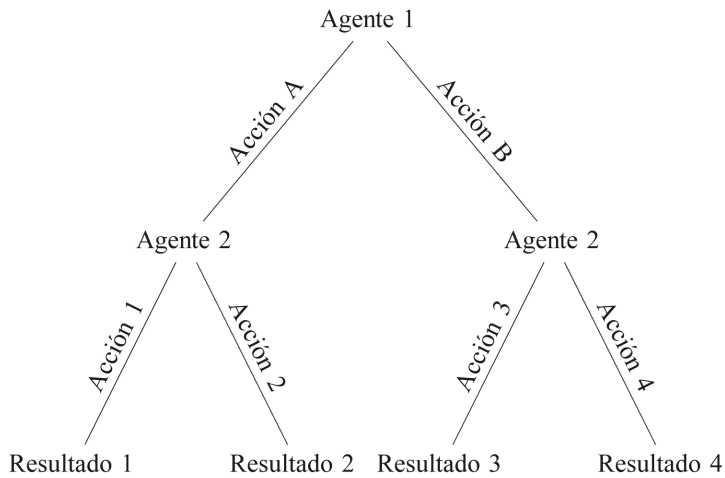 Agente 1
Acción A
Acción B
Agente 2
Agente 2
Acción 1
Acción 2
Acción 3
Acción 4
Resultado 1
Resultado 2
Resultado 3
Resultado 4